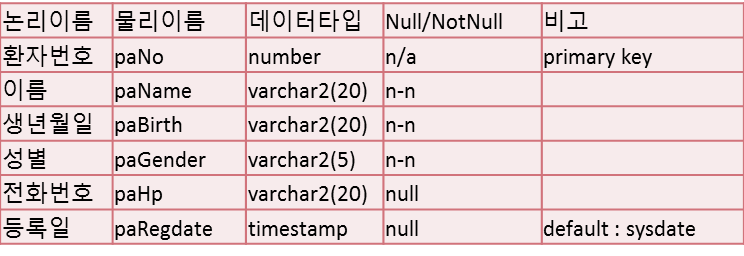 논리이름 물리이름 데이터타입 Null/NotNull 비고
환자번호 paNo number n/a primary key
이름 paName varchar2(20) n-n
생년월일 paBirth varchar2(20) n-n
성별 paGender varchar2(5) n-n
전화번호 paHp varchar2(20) null
등록일 paRegdate timestamp null default : sysdate